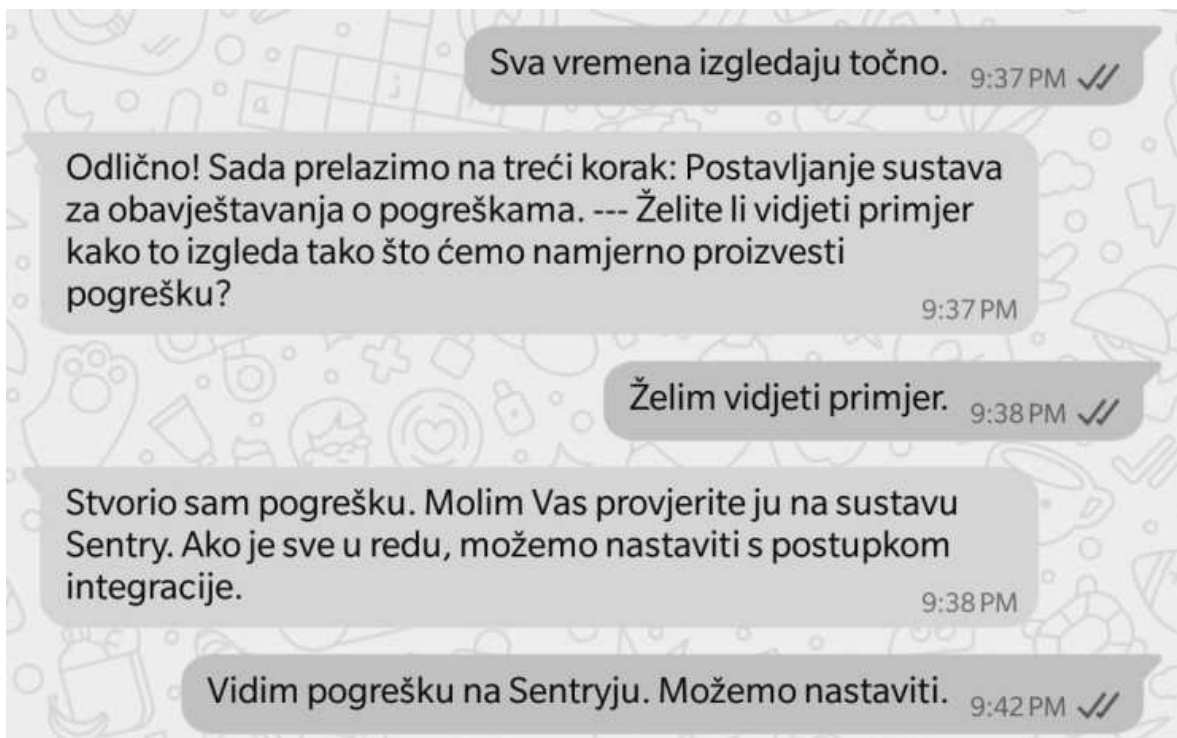 Sva vremena izgledaju točno. 9:37 PM
Odlično! Sada prelazimo na treći korak: Postavljanje sustava
za obavještavanja o pogreškama. --- Želite li vidjeti primjer
kako to izgleda tako što ćemo namjerno proizvesti
pogrešku?
9:37 PM
Želim vidjeti primjer. 9:38 PM
Stvorio sam pogrešku. Molim Vas provjerite ju na sustavu
Sentry. Ako je sve u redu, možemo nastaviti s postupkom
integracije.
9:38 PM
Vidim pogrešku na Sentryju. Možemo nastaviti. 9:42 PM